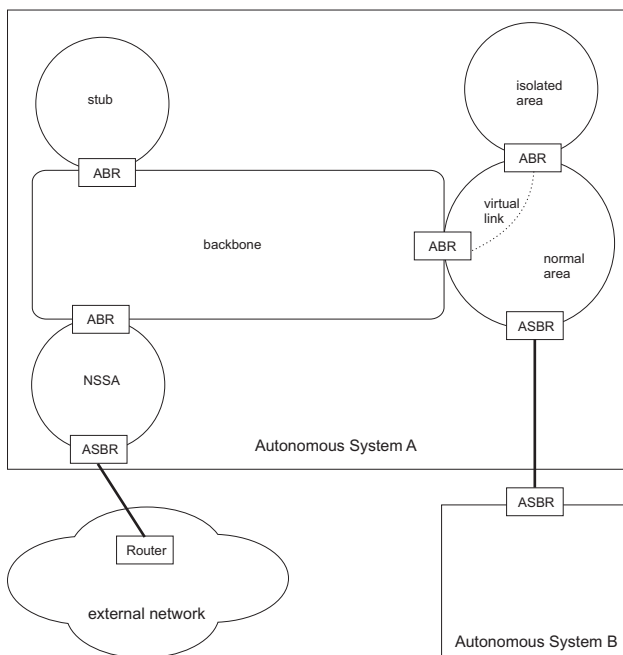 stub
isolated
area
ABR
ABR
virtual
link
backbone
ABR
normal
area
ABR
ASBR
NSSA
ASBR
Autonomous System A
ASBR
Router
external network
Autonomous System B